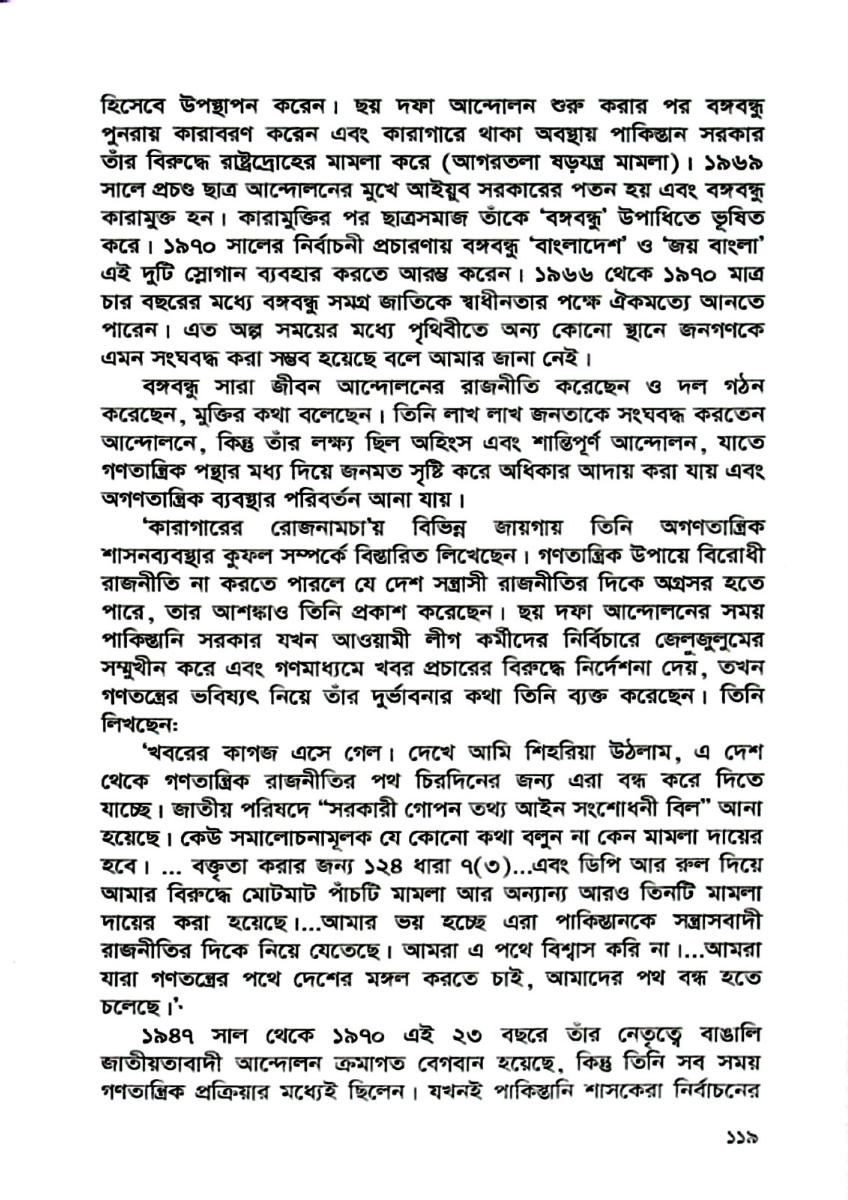 হিসেবে উপস্থাপন করেন। ছয় দফা আন্দোলন শুরু করার পর বঙ্গবন্ধু
পুনরায় কারাবরণ করেন এবং কারাগারে থাকা অবস্থায় পাকিস্তান সরকার
তাঁর বিরুদ্ধে রাষ্ট্রদ্রোহের মামলা করে (আগরতলা ষড়যন্ত্র মামলা)। ১৯৬৯
সালে প্রচণ্ড ছাত্র আন্দোলনের মুখে আইয়ুব সরকারের পতন হয় এবং বঙ্গবন্ধু
কারামুক্ত হন। কারামুক্তির পর ছাত্রসমাজ তাঁকে ‘বঙ্গবন্ধু’ উপাধিতে ভূষিত
করে। ১৯৭০ সালের নির্বাচনী প্রচারণায় বঙ্গবন্ধু ‘বাংলাদেশ’ ও ‘জয় বাংলা’
এই দুটি স্লোগান ব্যবহার করতে আরম্ভ করেন। ১৯৬৬ থেকে ১৯৭০ মাত্র
চার বছরের মধ্যে বঙ্গবন্ধু সমগ্র জাতিকে স্বাধীনতার পক্ষে ঐকমত্যে আনতে
পারেন। এত অল্প সময়ের মধ্যে পৃথিবীতে অন্য কোনো স্থানে জনগণকে
এমন সংঘবদ্ধ করা সম্ভব হয়েছে বলে আমার জানা নেই।
বঙ্গবন্ধু সারা জীবন আন্দোলনের রাজনীতি করেছেন ও দল গঠন
করেছেন, মুক্তির কথা বলেছেন। তিনি লাখ লাখ জনতাকে সংঘবদ্ধ করতেন
আন্দোলনে, কিন্তু তাঁর লক্ষ্য ছিল অহিংস এবং শান্তিপূর্ণ আন্দোলন, যাতে
গণতান্ত্রিক পন্থার মধ্য দিয়ে জনমত সৃষ্টি করে অধিকার আদায় করা যায় এবং
অগণতান্ত্রিক ব্যবস্থার পরিবর্তন আনা যায়।
‘কারাগারের রোজনামচা’য় বিভিন্ন জায়গায় তিনি অগণতান্ত্রিক
শাসনব্যবস্থার কুফল সম্পর্কে বিস্তারিত লিখেছেন। গণতান্ত্রিক উপায়ে বিরোধী
রাজনীতি না করতে পারলে যে দেশ সন্ত্রাসী রাজনীতির দিকে অগ্রসর হতে
পারে, তার আশঙ্কাও তিনি প্রকাশ করেছেন। ছয় দফা আন্দোলনের সময়
পাকিস্তানি সরকার যখন আওয়ামী লীগ কর্মীদের নির্বিচারে জেলুজুলুমের
সম্মুখীন করে এবং গণমাধ্যমে খবর প্রচারের বিরুদ্ধে নির্দেশনা দেয়, তখন
গণতন্ত্রের ভবিষ্যৎ নিয়ে তাঁর দুর্ভাবনার কথা তিনি ব্যক্ত করেছেন। তিনি
লিখছেন:
‘খবরের কাগজ এসে গেল। দেখে আমি শিহরিয়া উঠলাম, এ দেশ
থেকে গণতান্ত্রিক রাজনীতির পথ চিরদিনের জন্য এরা বন্ধ করে দিতে
যাচ্ছে। জাতীয় পরিষদে “সরকারী গোপন তথ্য আইন সংশোধনী বিল” আনা
হয়েছে। কেউ সমালোচনামূলক যে কোনো কথা বলুন না কেন মামলা দায়ের
হবে। ... বক্তৃতা করার জন্য ১২৪ ধারা ৭(৩)...এবং ডিপি আর রুল দিয়ে
আমার বিরুদ্ধে মোটমাট পাঁচটি মামলা আর অন্যান্য আরও তিনটি মামলা
দায়ের করা হয়েছে।...আমার ভয় হচ্ছে এরা পাকিস্তানকে সন্ত্রাসবাদী
রাজনীতির দিকে নিয়ে যেতেছে। আমরা এ পথে বিশ্বাস করি না।...আমরা
যারা গণতন্ত্রের পথে দেশের মঙ্গল করতে চাই, আমাদের পথ বন্ধ হতে
চলেছে।’
১৯৪৭ সাল থেকে ১৯৭০ এই ২৩ বছরে তাঁর নেতৃত্বে বাঙালি
জাতীয়তাবাদী আন্দোলন ক্রমাগত বেগবান হয়েছে, কিন্তু তিনি সব সময়
গণতান্ত্রিক প্রক্রিয়ার মধ্যেই ছিলেন। যখনই পাকিস্তানি শাসকেরা নির্বাচনের
১১৯